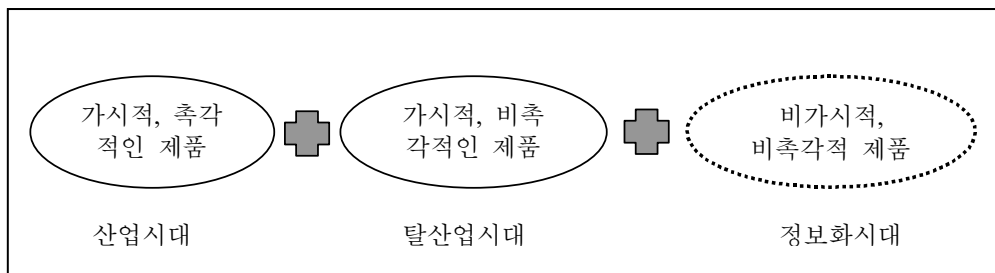 가시적, 촉각
적인 제품
가시적, 비촉
각적인 제품
비가시적,
비촉각적 제품
산업시대
탈산업시대
정보화시대